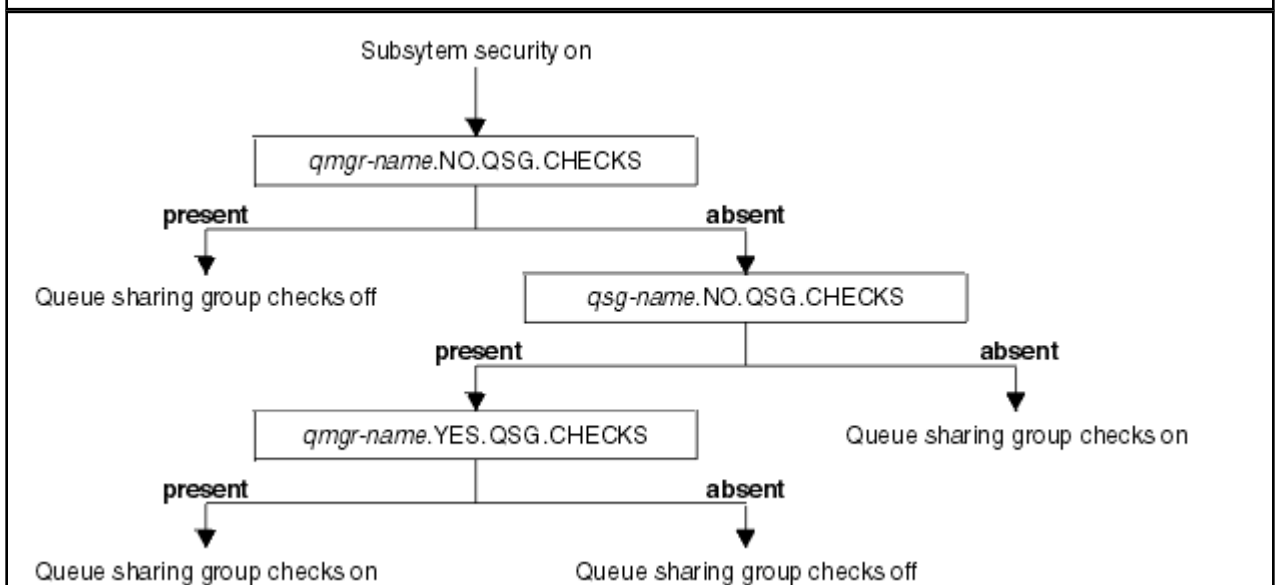 Subsytem security on
qmgr-name.NO.QSG.CHECKS
present absent
Queue sharing group checks off qsg-name.NO.QSG.CHECKS
present absent
qmgr-name.YES.QSG.CHECKS Queue sharing group checks on
present absent
Queue sharing group checks on Queue sharing group checks off